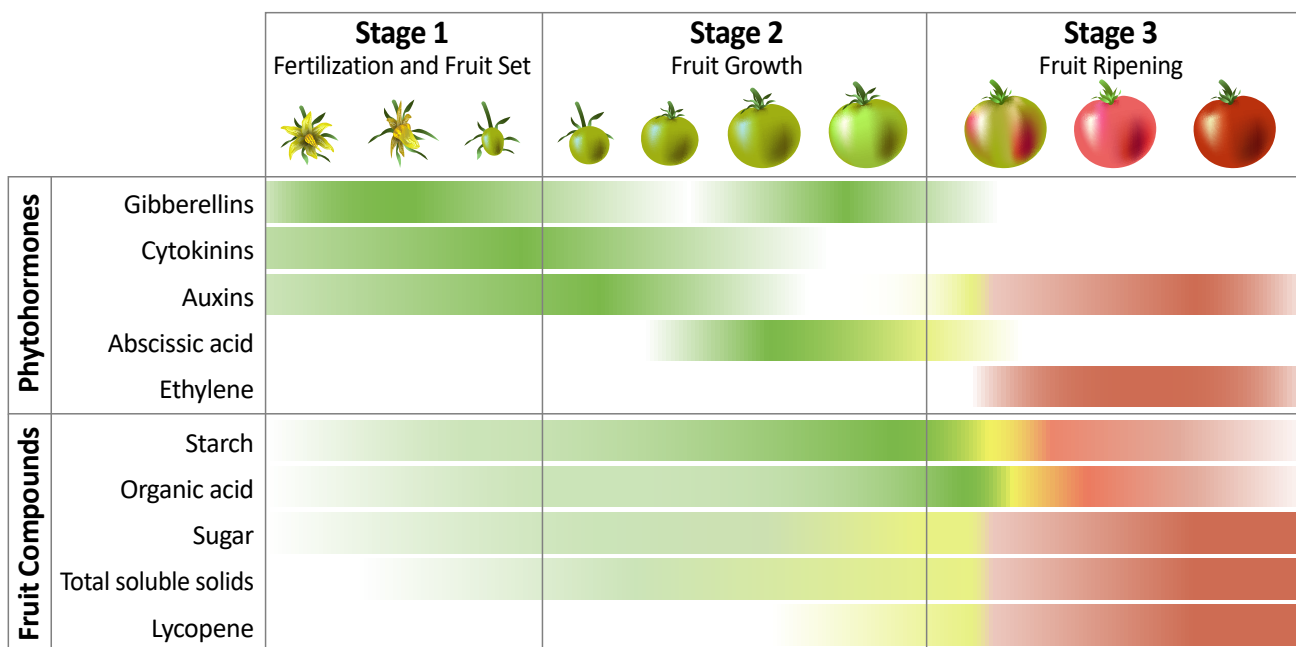 Stage 1
Fertilization and Fruit Set
Stage 2
Fruit Growth
Stage 3
Fruit Ripening
Phytohormones
Gibberellins
Cytokinins
Auxins
Abscissic acid
Ethylene
Fruit Compounds
Starch
Organic acid
Sugar
Total soluble solids
Lycopene